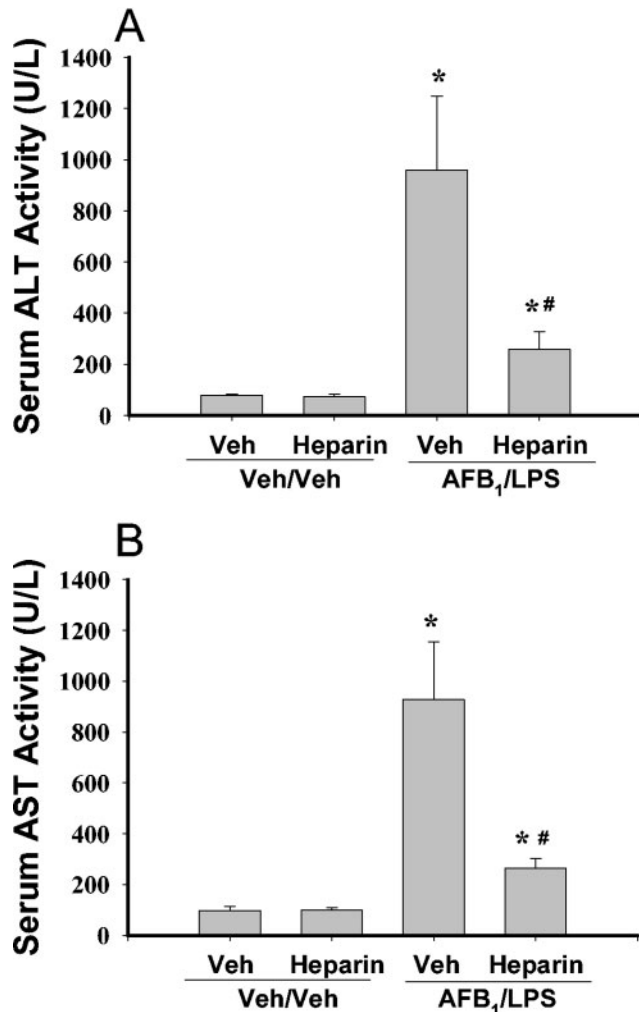 A
Serum ALT Activity (U/L)
1400
1200
1000
800
600
400
200
0
*
*#
Veh Heparin Veh Heparin
Veh/Veh AFB₁/LPS
B
Serum AST Activity (U/L)
1400
1200
1000
800
600
400
200
0
*
*#
Veh Heparin Veh Heparin
Veh/Veh AFB₁/LPS